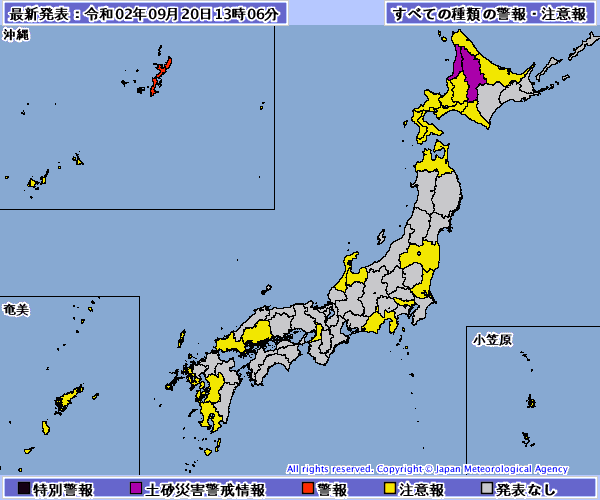 最新発表：令和02年09月20日13時06分
すべての種類の警報・注意報
沖縄
奄美
小笠原
All rights reserved. Copyright © Japan Meteorological Agency
特別警報 土砂災害警戒情報 警報 注意報 発表なし